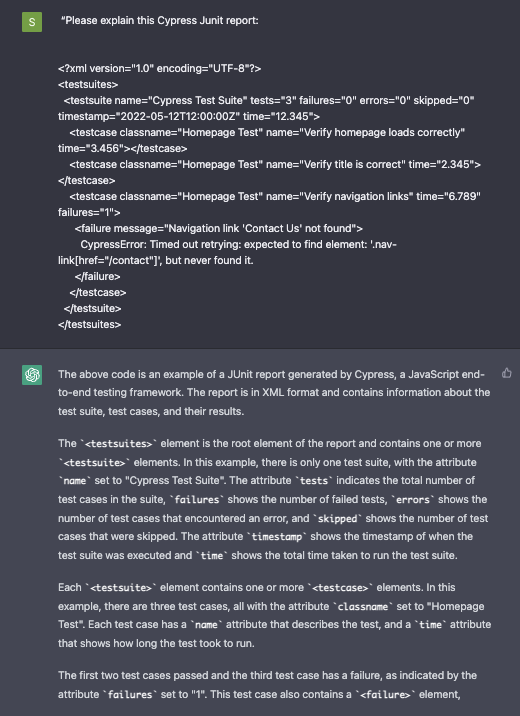 S
“Please explain this Cypress Junit report:
<?xml version="1.0" encoding="UTF-8"?>
<testsuites>
<testsuite name="Cypress Test Suite" tests="3" failures="0" errors="0" skipped="0"
timestamp="2022-05-12T12:00:00Z" time="12.345">
<testcase classname="Homepage Test" name="Verify homepage loads correctly"
time="3.456"></testcase>
<testcase classname="Homepage Test" name="Verify title is correct" time="2.345">
</testcase>
<testcase classname="Homepage Test" name="Verify navigation links" time="6.789"
failures="1">
<failure message="Navigation link 'Contact Us' not found">
CypressError: Timed out retrying: expected to find element: '.nav-
link[href="/contact"]', but never found it.
</failure>
</testcase>
</testsuite>
</testsuites>
The above code is an example of a JUnit report generated by Cypress, a JavaScript end-
to-end testing framework. The report is in XML format and contains information about the
test suite, test cases, and their results.
The `<testsuites>` element is the root element of the report and contains one or more
`<testsuite>` elements. In this example, there is only one test suite, with the attribute
`name` set to "Cypress Test Suite". The attribute `tests` indicates the total number of
test cases in the suite, `failures` shows the number of failed tests, `errors` shows the
number of test cases that encountered an error, and `skipped` shows the number of test
cases that were skipped. The attribute `timestamp` shows the timestamp of when the
test suite was executed and `time` shows the total time taken to run the test suite.
Each `<testsuite>` element contains one or more `<testcase>` elements. In this
example, there are three test cases, all with the attribute `classname` set to "Homepage
Test". Each test case has a `name` attribute that describes the test, and a `time` attribute
that shows how long the test took to run.
The first two test cases passed and the third test case has a failure, as indicated by the
attribute `failures` set to "1". This test case also contains a `<failure>` element,